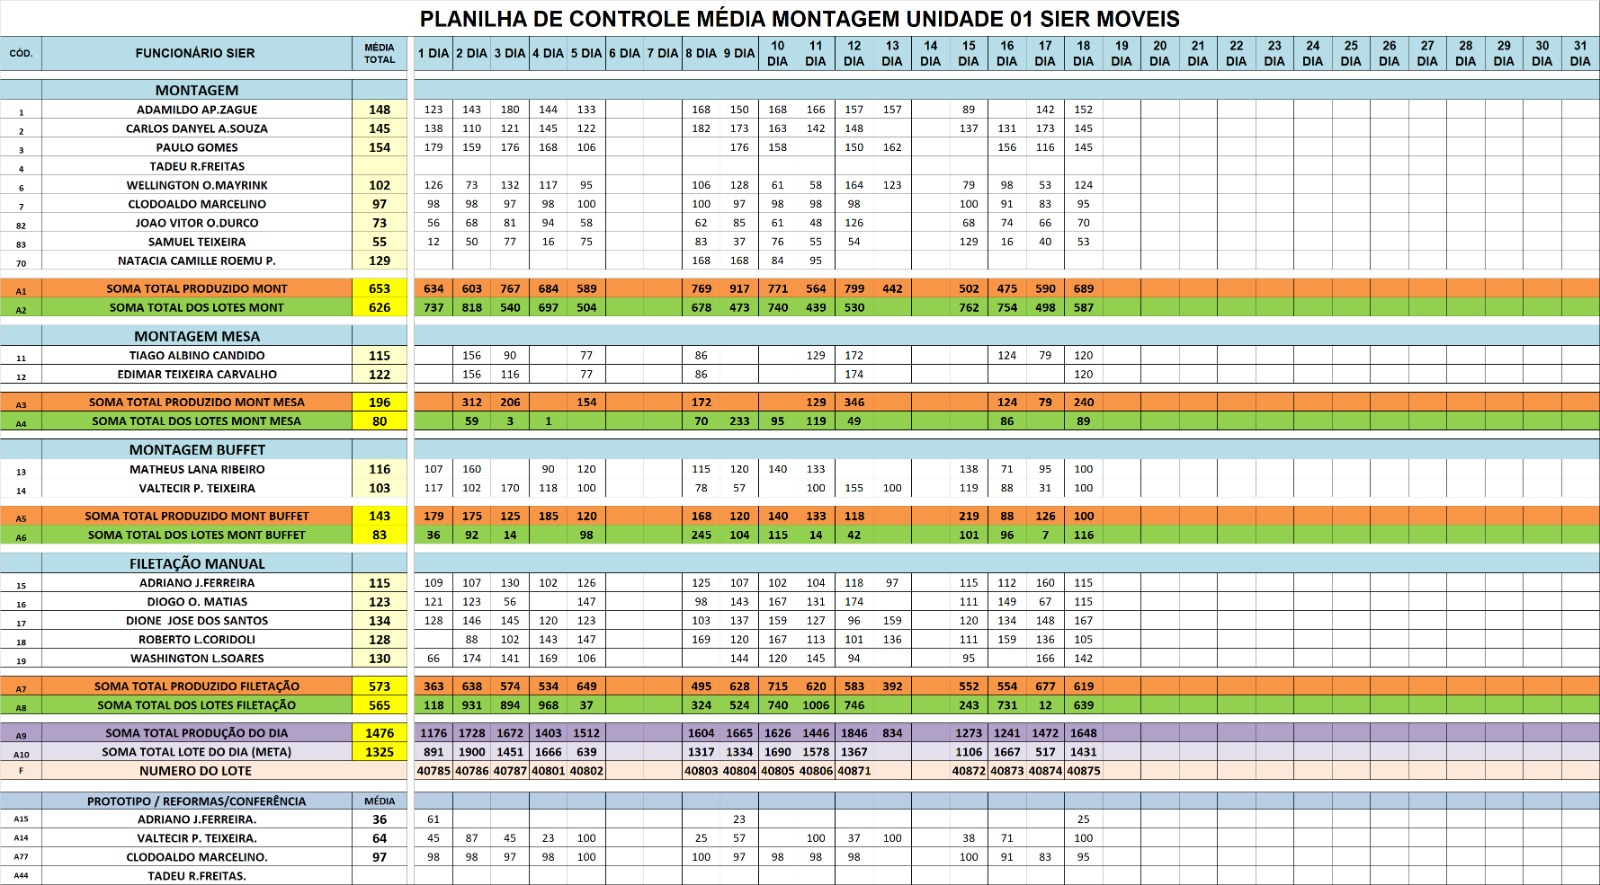 PLANILHA DE CONTROLE MÉDIA MONTAGEM UNIDADE 01 SIER MOVEIS
CÓD. FUNCIONÁRIO SIER MÉDIA TOTAL 1 DIA 2 DIA 3 DIA 4 DIA 5 DIA 6 DIA 7 DIA 8 DIA 9 DIA 10 DIA 11 DIA 12 DIA 13 DIA 14 DIA 15 DIA 16 DIA 17 DIA 18 DIA 19 DIA 20 DIA 21 DIA 22 DIA 23 DIA 24 DIA 25 DIA 26 DIA 27 DIA 28 DIA 29 DIA 30 DIA 31 DIA
MONTAGEM
1 ADAMILDO AP.ZAGUE 148 123 143 180 144 133 168 150 168 166 157 157 89 142 152
2 CARLOS DANYEL A.SOUZA 145 138 110 121 145 122 182 173 163 142 148 137 131 173 145
3 PAULO GOMES 154 179 159 176 168 106 176 158 150 162 156 116 145
4 TADEU R.FREITAS
6 WELLINGTON O.MAYRINK 102 126 73 132 117 95 106 128 61 58 164 123 79 98 53 124
7 CLODOALDO MARCELINO 97 98 98 97 98 100 100 97 98 98 98 100 91 83 95
82 JOAO VITOR O.DURCO 73 56 68 81 94 58 62 85 61 48 126 68 74 66 70
83 SAMUEL TEIXEIRA 55 12 50 77 16 75 83 37 76 55 54 129 16 40 53
70 NATACIA CAMILLE ROEMU P. 129 168 168 84 95
A1 SOMA TOTAL PRODUZIDO MONT 653 634 603 767 684 589 769 917 771 564 799 442 502 475 590 689
A2 SOMA TOTAL DOS LOTES MONT 626 737 818 540 697 504 678 473 740 439 530 762 754 498 587
MONTAGEM MESA
11 TIAGO ALBINO CANDIDO 115 156 90 77 86 129 172 124 79 120
12 EDIMAR TEIXEIRA CARVALHO 122 156 116 77 86 174 120
A3 SOMA TOTAL PRODUZIDO MONT MESA 196 312 206 154 172 129 346 124 79 240
A4 SOMA TOTAL DOS LOTES MONT MESA 80 59 3 1 70 233 95 119 49 86 89
MONTAGEM BUFFET
13 MATHEUS LANA RIBEIRO 116 107 160 90 120 115 120 140 133 138 71 95 100
14 VALTECIR P. TEIXEIRA 103 117 102 170 118 100 78 57 100 155 100 119 88 31 100
A5 SOMA TOTAL PRODUZIDO MONT BUFFET 143 179 175 125 185 120 168 120 140 133 118 219 88 126 100
A6 SOMA TOTAL DOS LOTES MONT BUFFET 83 36 92 14 98 245 104 115 14 42 101 96 7 116
FILETAÇÃO MANUAL
15 ADRIANO J.FERREIRA 115 109 107 130 102 126 125 107 102 104 118 97 115 112 160 115
16 DIOGO O. MATIAS 123 121 123 56 147 98 143 167 131 174 111 149 67 115
17 DIONE JOSE DOS SANTOS 134 128 146 145 120 123 103 137 159 127 96 159 120 134 148 167
18 ROBERTO L.CORIDOLI 128 88 102 143 147 169 120 167 113 101 136 111 159 136 105
19 WASHINGTON L.SOARES 130 66 174 141 169 106 144 120 145 94 95 166 142
A7 SOMA TOTAL PRODUZIDO FILETAÇÃO 573 363 638 574 534 649 495 628 715 620 583 392 552 554 677 619
A8 SOMA TOTAL DOS LOTES FILETAÇÃO 565 118 931 894 968 37 324 524 740 1006 746 243 731 12 639
A9 SOMA TOTAL PRODUÇÃO DO DIA 1476 1176 1728 1672 1403 1512 1604 1665 1626 1446 1846 834 1273 1241 1472 1648
A10 SOMA TOTAL LOTE DO DIA (META) 1325 891 1900 1451 1666 639 1317 1334 1690 1578 1367 1106 1667 517 1431
F NUMERO DO LOTE 40785 40786 40787 40801 40802 40803 40804 40805 40806 40871 40872 40873 40874 40875
PROTOTIPO / REFORMAS/CONFERÊNCIA MÉDIA
A15 ADRIANO J.FERREIRA. 36 61 23 25
A14 VALTECIR P. TEIXEIRA. 64 45 87 45 23 100 25 57 100 37 100 38 71 100
A77 CLODOALDO MARCELINO. 97 98 98 97 98 100 100 97 98 98 98 100 91 83 95
A44 TADEU R.FREITAS.